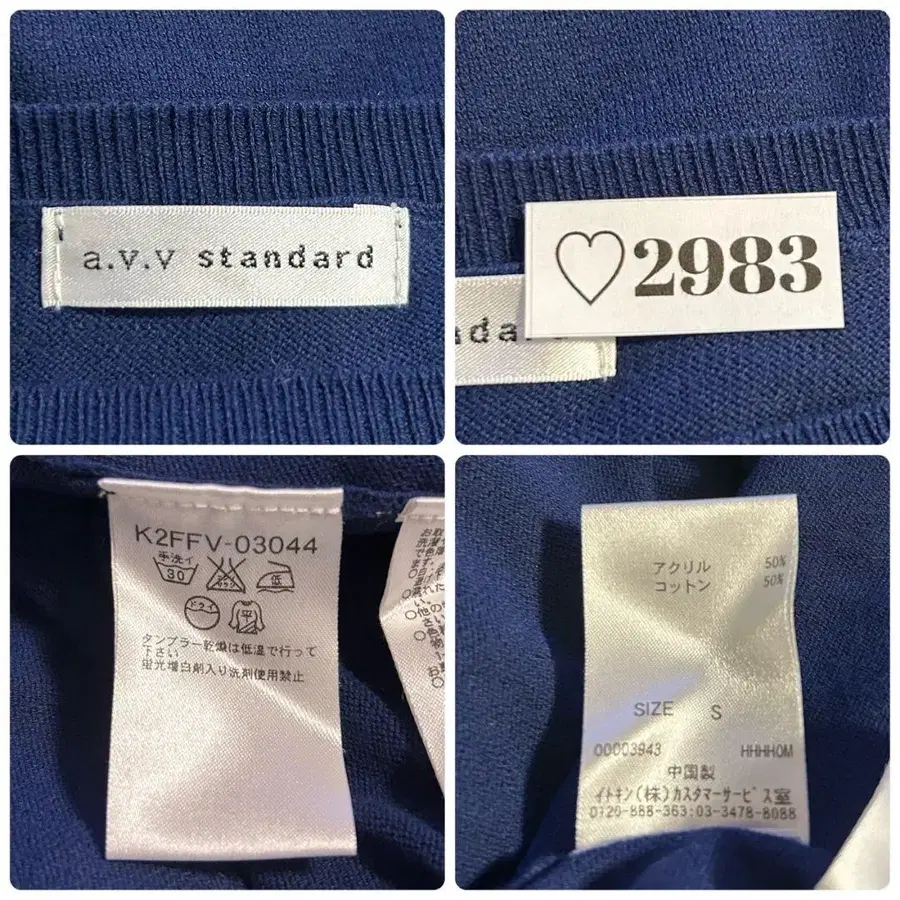 a.v.v standard
♡2983
K2FFV-03044
手洗イ
30
低
ドライ
平
タンブラー乾燥は低温で行って
下さい
蛍光増白剤入り洗剤使用禁止
アクリル 50%
コットン 50%
SIZE S
00003943 HHHHOM
中国製
イトキン(株)カスタマーサービス室
0120-888-363:03-3478-8088